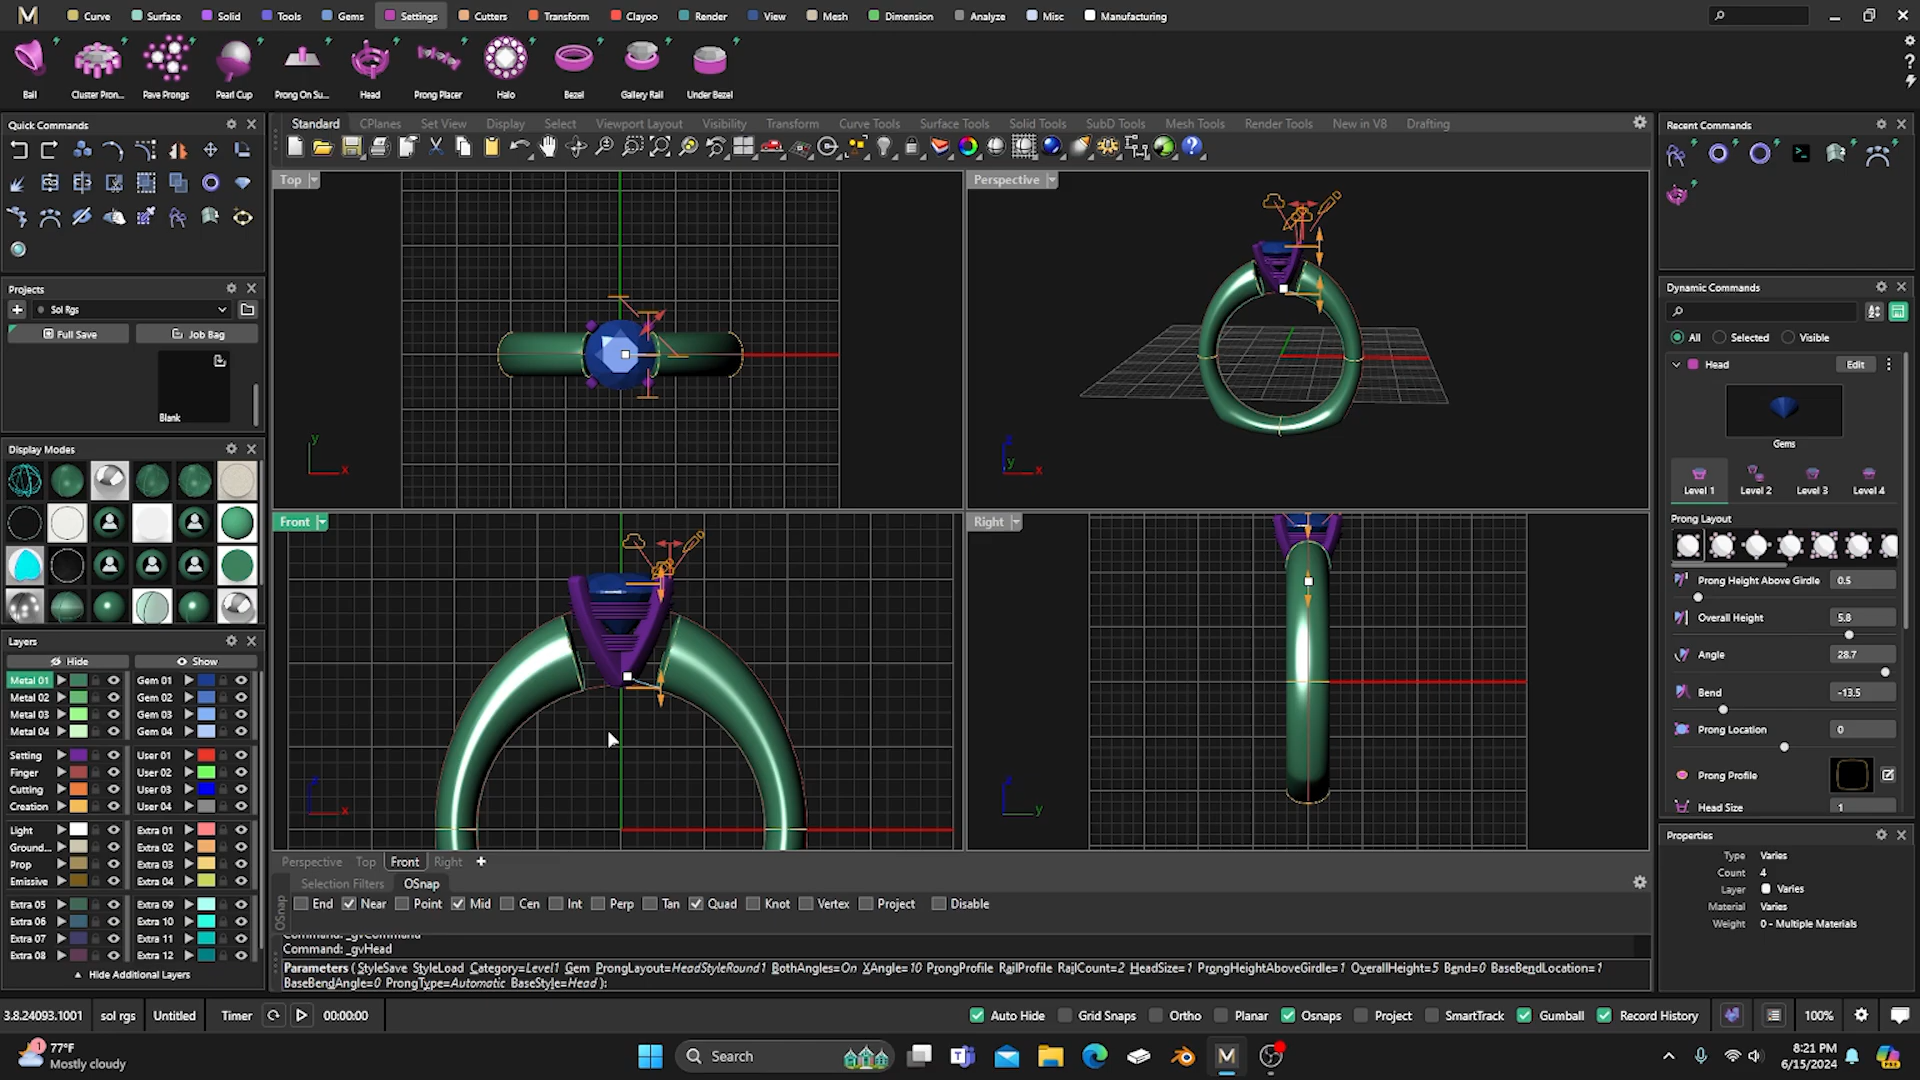 Curve Surface Solid Tools Gems Settings Cutters Transform Clayoo Render View Mesh Dimension Analyze Misc Manufacturing
Bail Cluster Pron... Pave Prongs Pearl Cup Prong On Su... Head Prong Placer Halo Bezel Gallery Rail Under Bezel
Quick Commands
Standard CPlanes Set View Display Select Viewport Layout Visibility Transform Curve Tools Surface Tools Solid Tools SubD Tools Mesh Tools Render Tools New in V8 Drafting
Recent Commands
Top
Perspective
Projects
Sol Rgs
Full Save Job Bag
Blank
y
x
y
x
Display Modes
Front
Right
x
y
Layers
Hide Show
Metal 01 Gem 01
Metal 02 Gem 02
Metal 03 Gem 03
Metal 04 Gem 04
Setting User 01
Finger User 02
Cutting User 03
Creation User 04
Light Extra 01
Ground... Extra 02
Prop Extra 03
Emissive Extra 04
Extra 05 Extra 09
Extra 06 Extra 10
Extra 07 Extra 11
Extra 08 Extra 12
Hide Additional Layers
Dynamic Commands
All Selected Visible
Head Edit
Gems
Level 1 Level 2 Level 3 Level 4
Prong Layout
Prong Height Above Girdle 0.5
Overall Height 5.8
Angle 28.7
Bend -13.5
Prong Location 0
Prong Profile
Head Size 1
Properties
Type Varies
Count 4
Layer Varies
Material Varies
Weight 0 - Multiple Materials
Perspective Top Front Right
Selection Filters OSnap
OSnap
End Near Point Mid Cen Int Perp Tan Quad Knot Vertex Project Disable
Command: _gvCommand
Command: _gvHead
Parameters ( StyleSave StyleLoad Category=Level1 Gem ProngLayout=HeadStyleRound1 BothAngles=On XAngle=10 ProngProfile RailProfile RailCount=2 HeadSize=1 ProngHeightAboveGirdle=1 OverallHeight=5 Bend=0 BaseBendLocation=1
BaseBendAngle=0 ProngType=Automatic BaseStyle=Head ):
3.8.24093.1001 sol rgs Untitled Timer 00:00:00 Auto Hide Grid Snaps Ortho Planar Osnaps Project SmartTrack Gumball Record History 100%
1
77°F
Mostly cloudy
Search
8:21 PM
6/15/2024